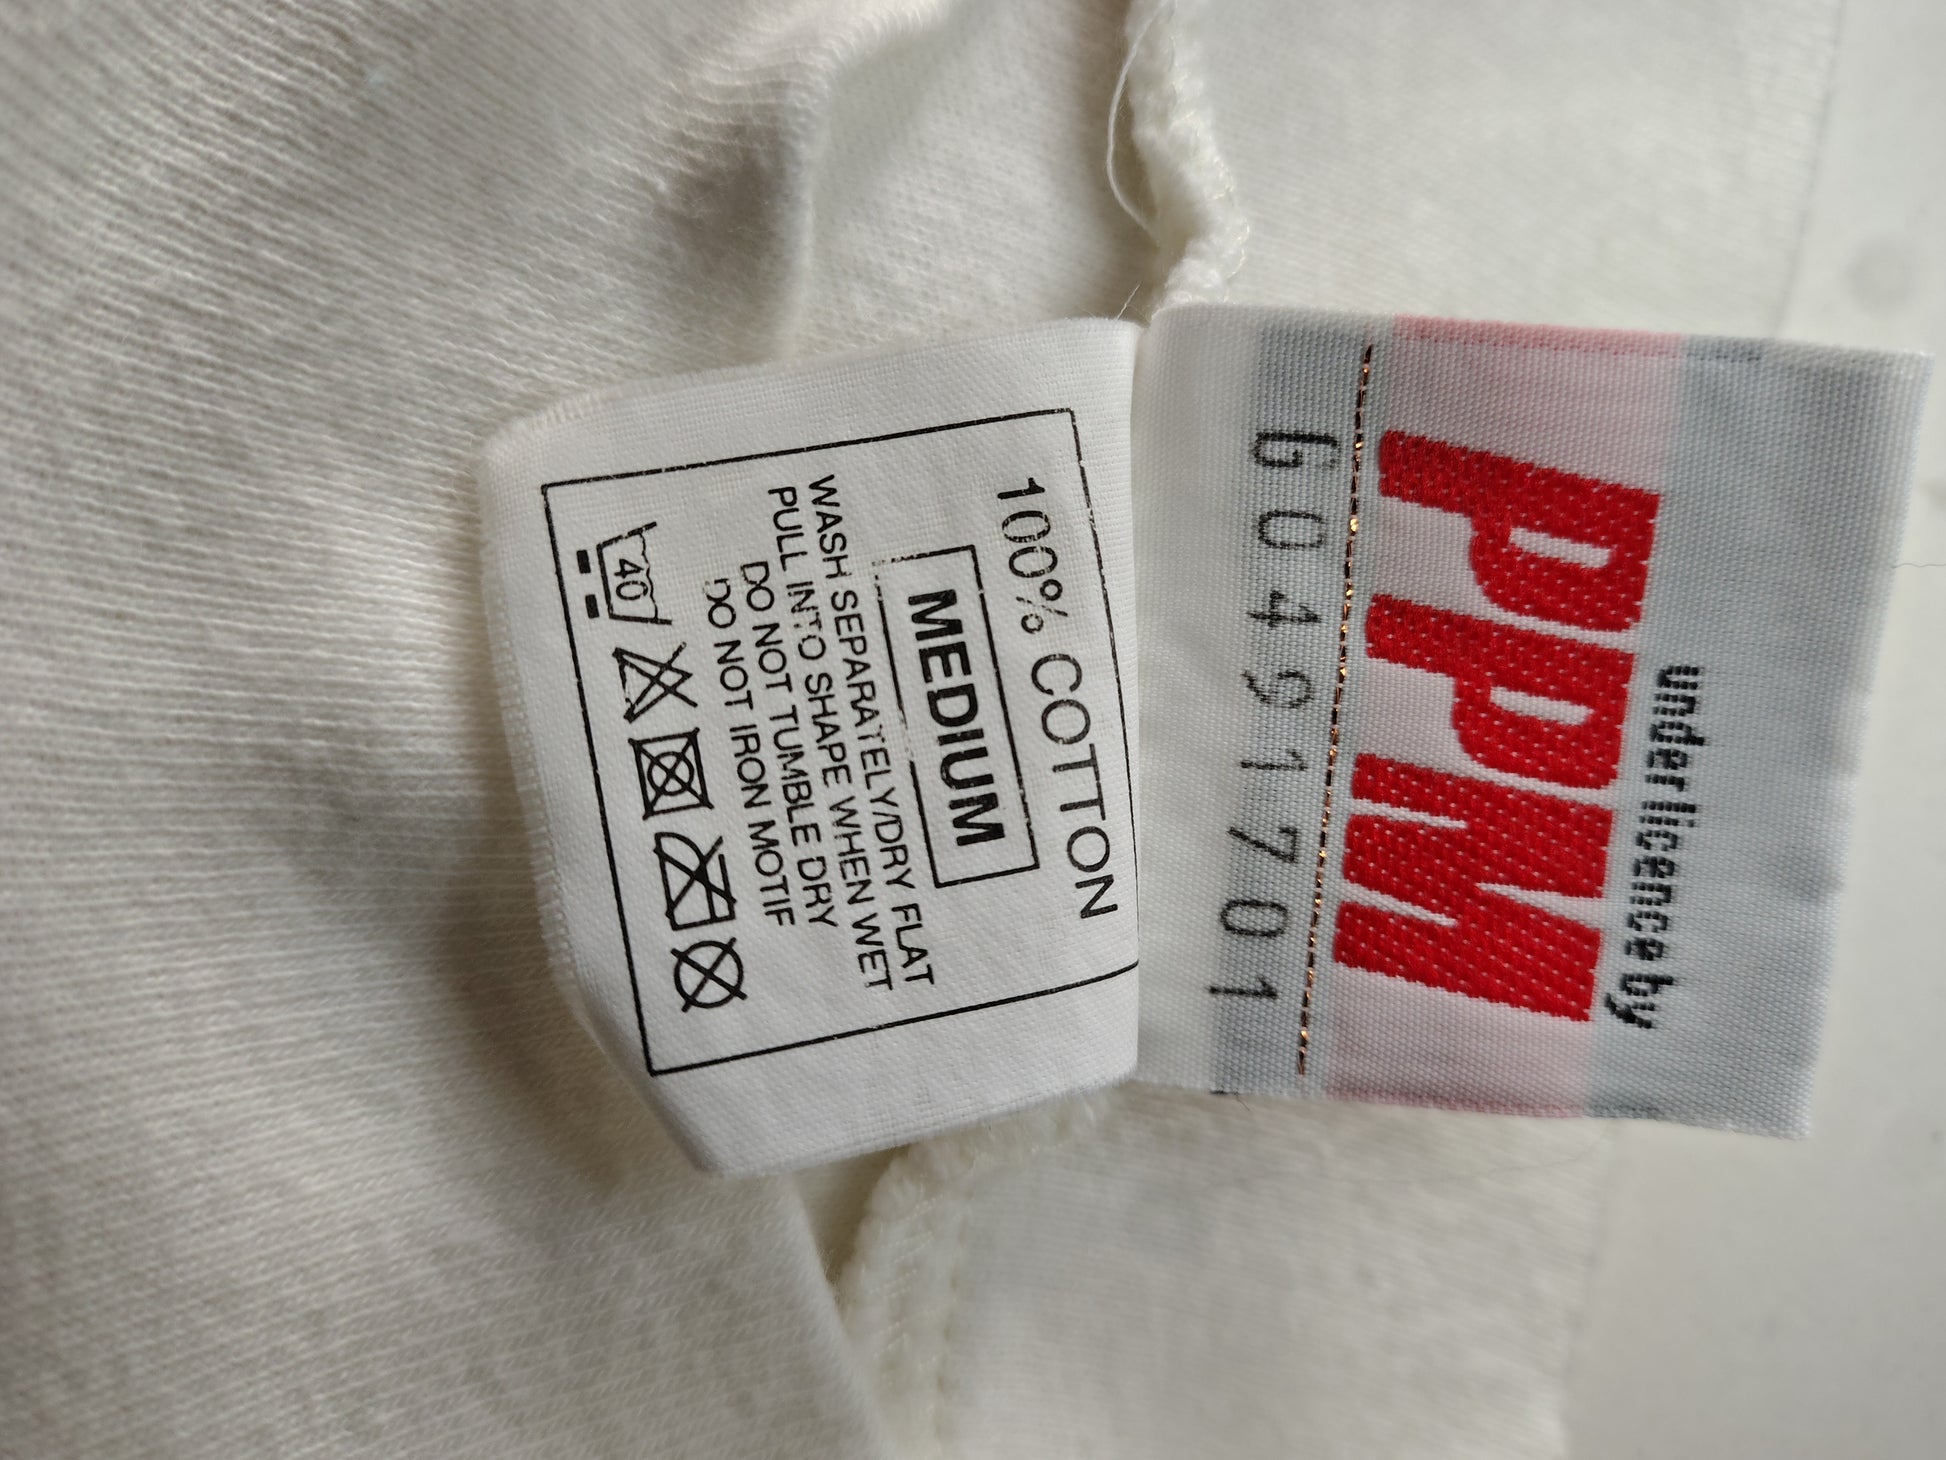 under licence by
PPM
60491701
100% COTTON
MEDIUM
WASH SEPARATELY/DRY FLAT
PULL INTO SHAPE WHEN WET
DO NOT TUMBLE DRY
DO NOT IRON MOTIF
40